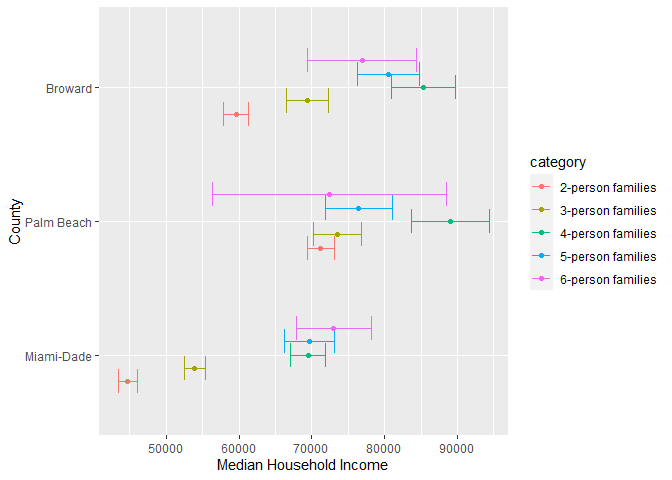 Broward
Palm Beach
Miami-Dade
County
50000 60000 70000 80000 90000
Median Household Income
category
2-person families
3-person families
4-person families
5-person families
6-person families